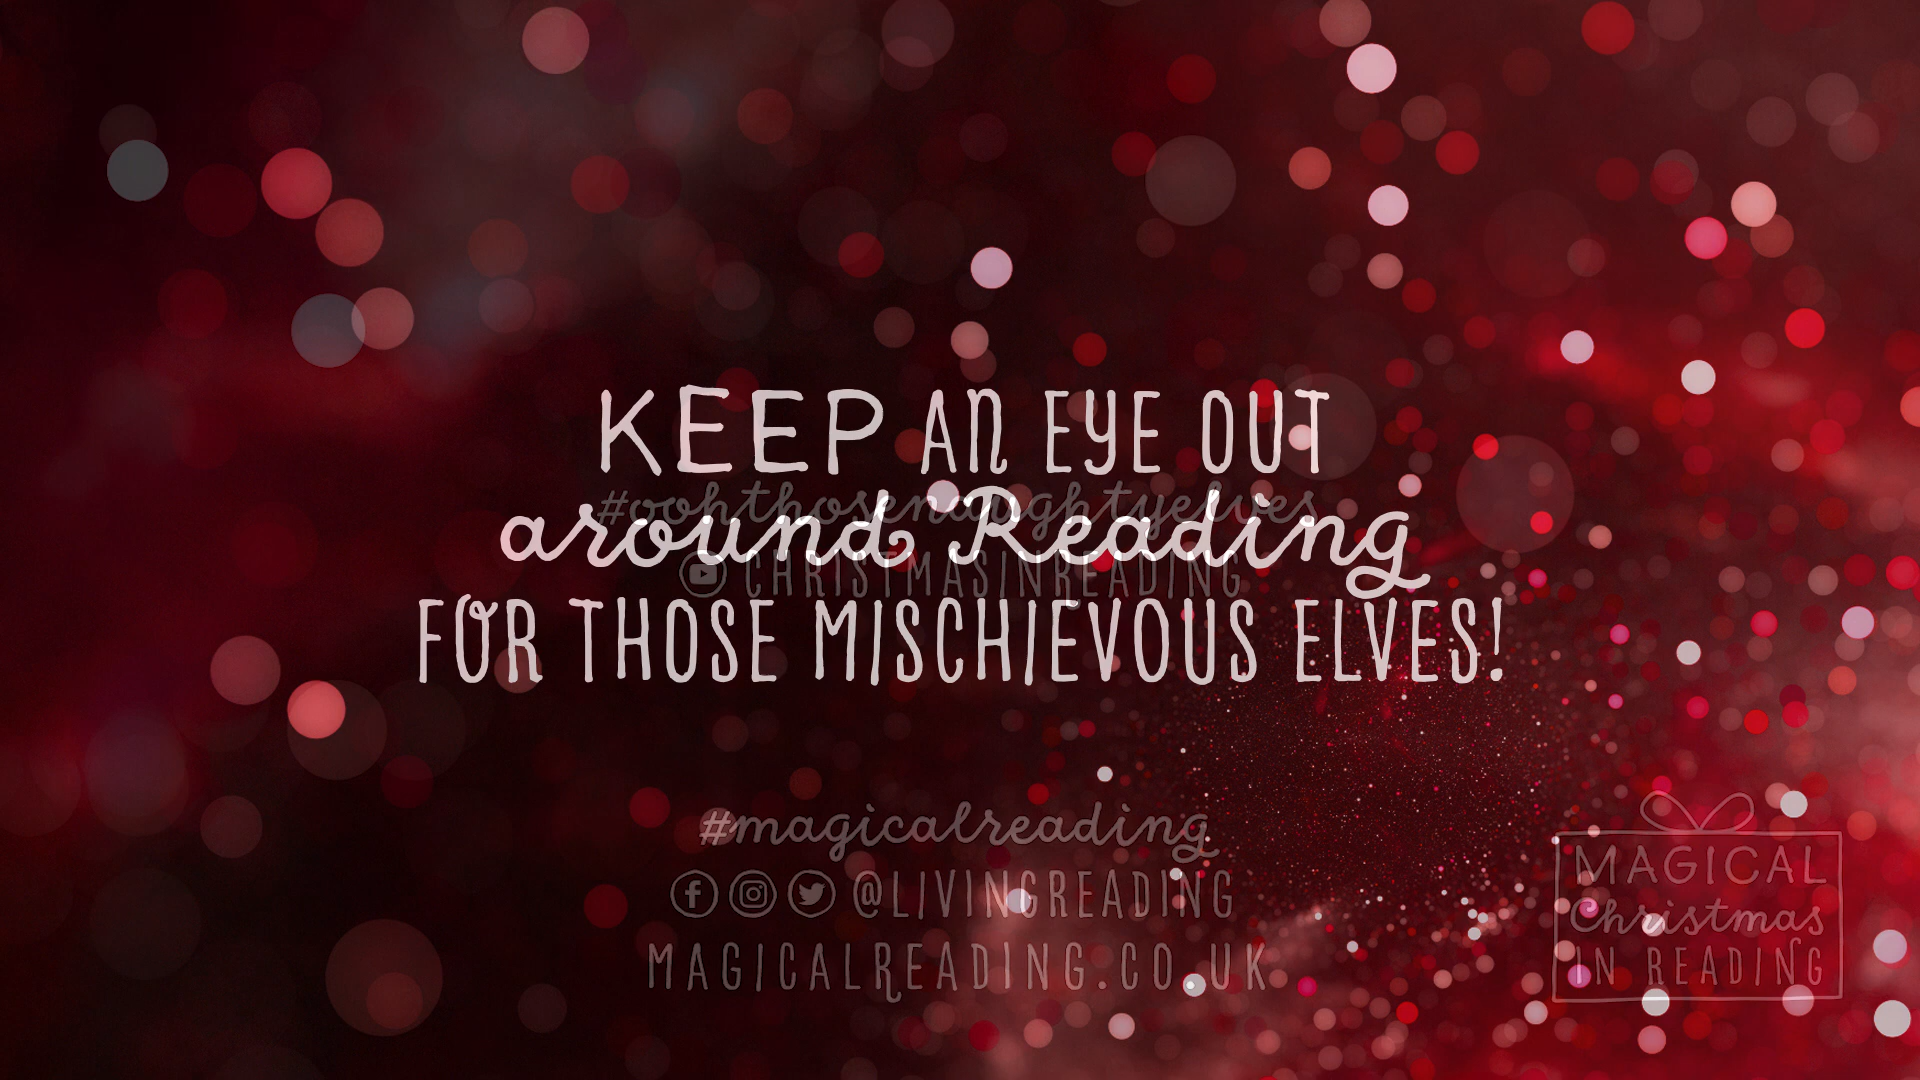 KEEP AN EYE OUT
#oohthosenaughtyelves
around Reading
CHRISTMASINREADING
FOR THOSE MISCHIEVOUS ELVES!
#magicalreading
@LIVINGREADING
MAGICALREADING.CO.UK
MAGICAL
Christmas
IN READING